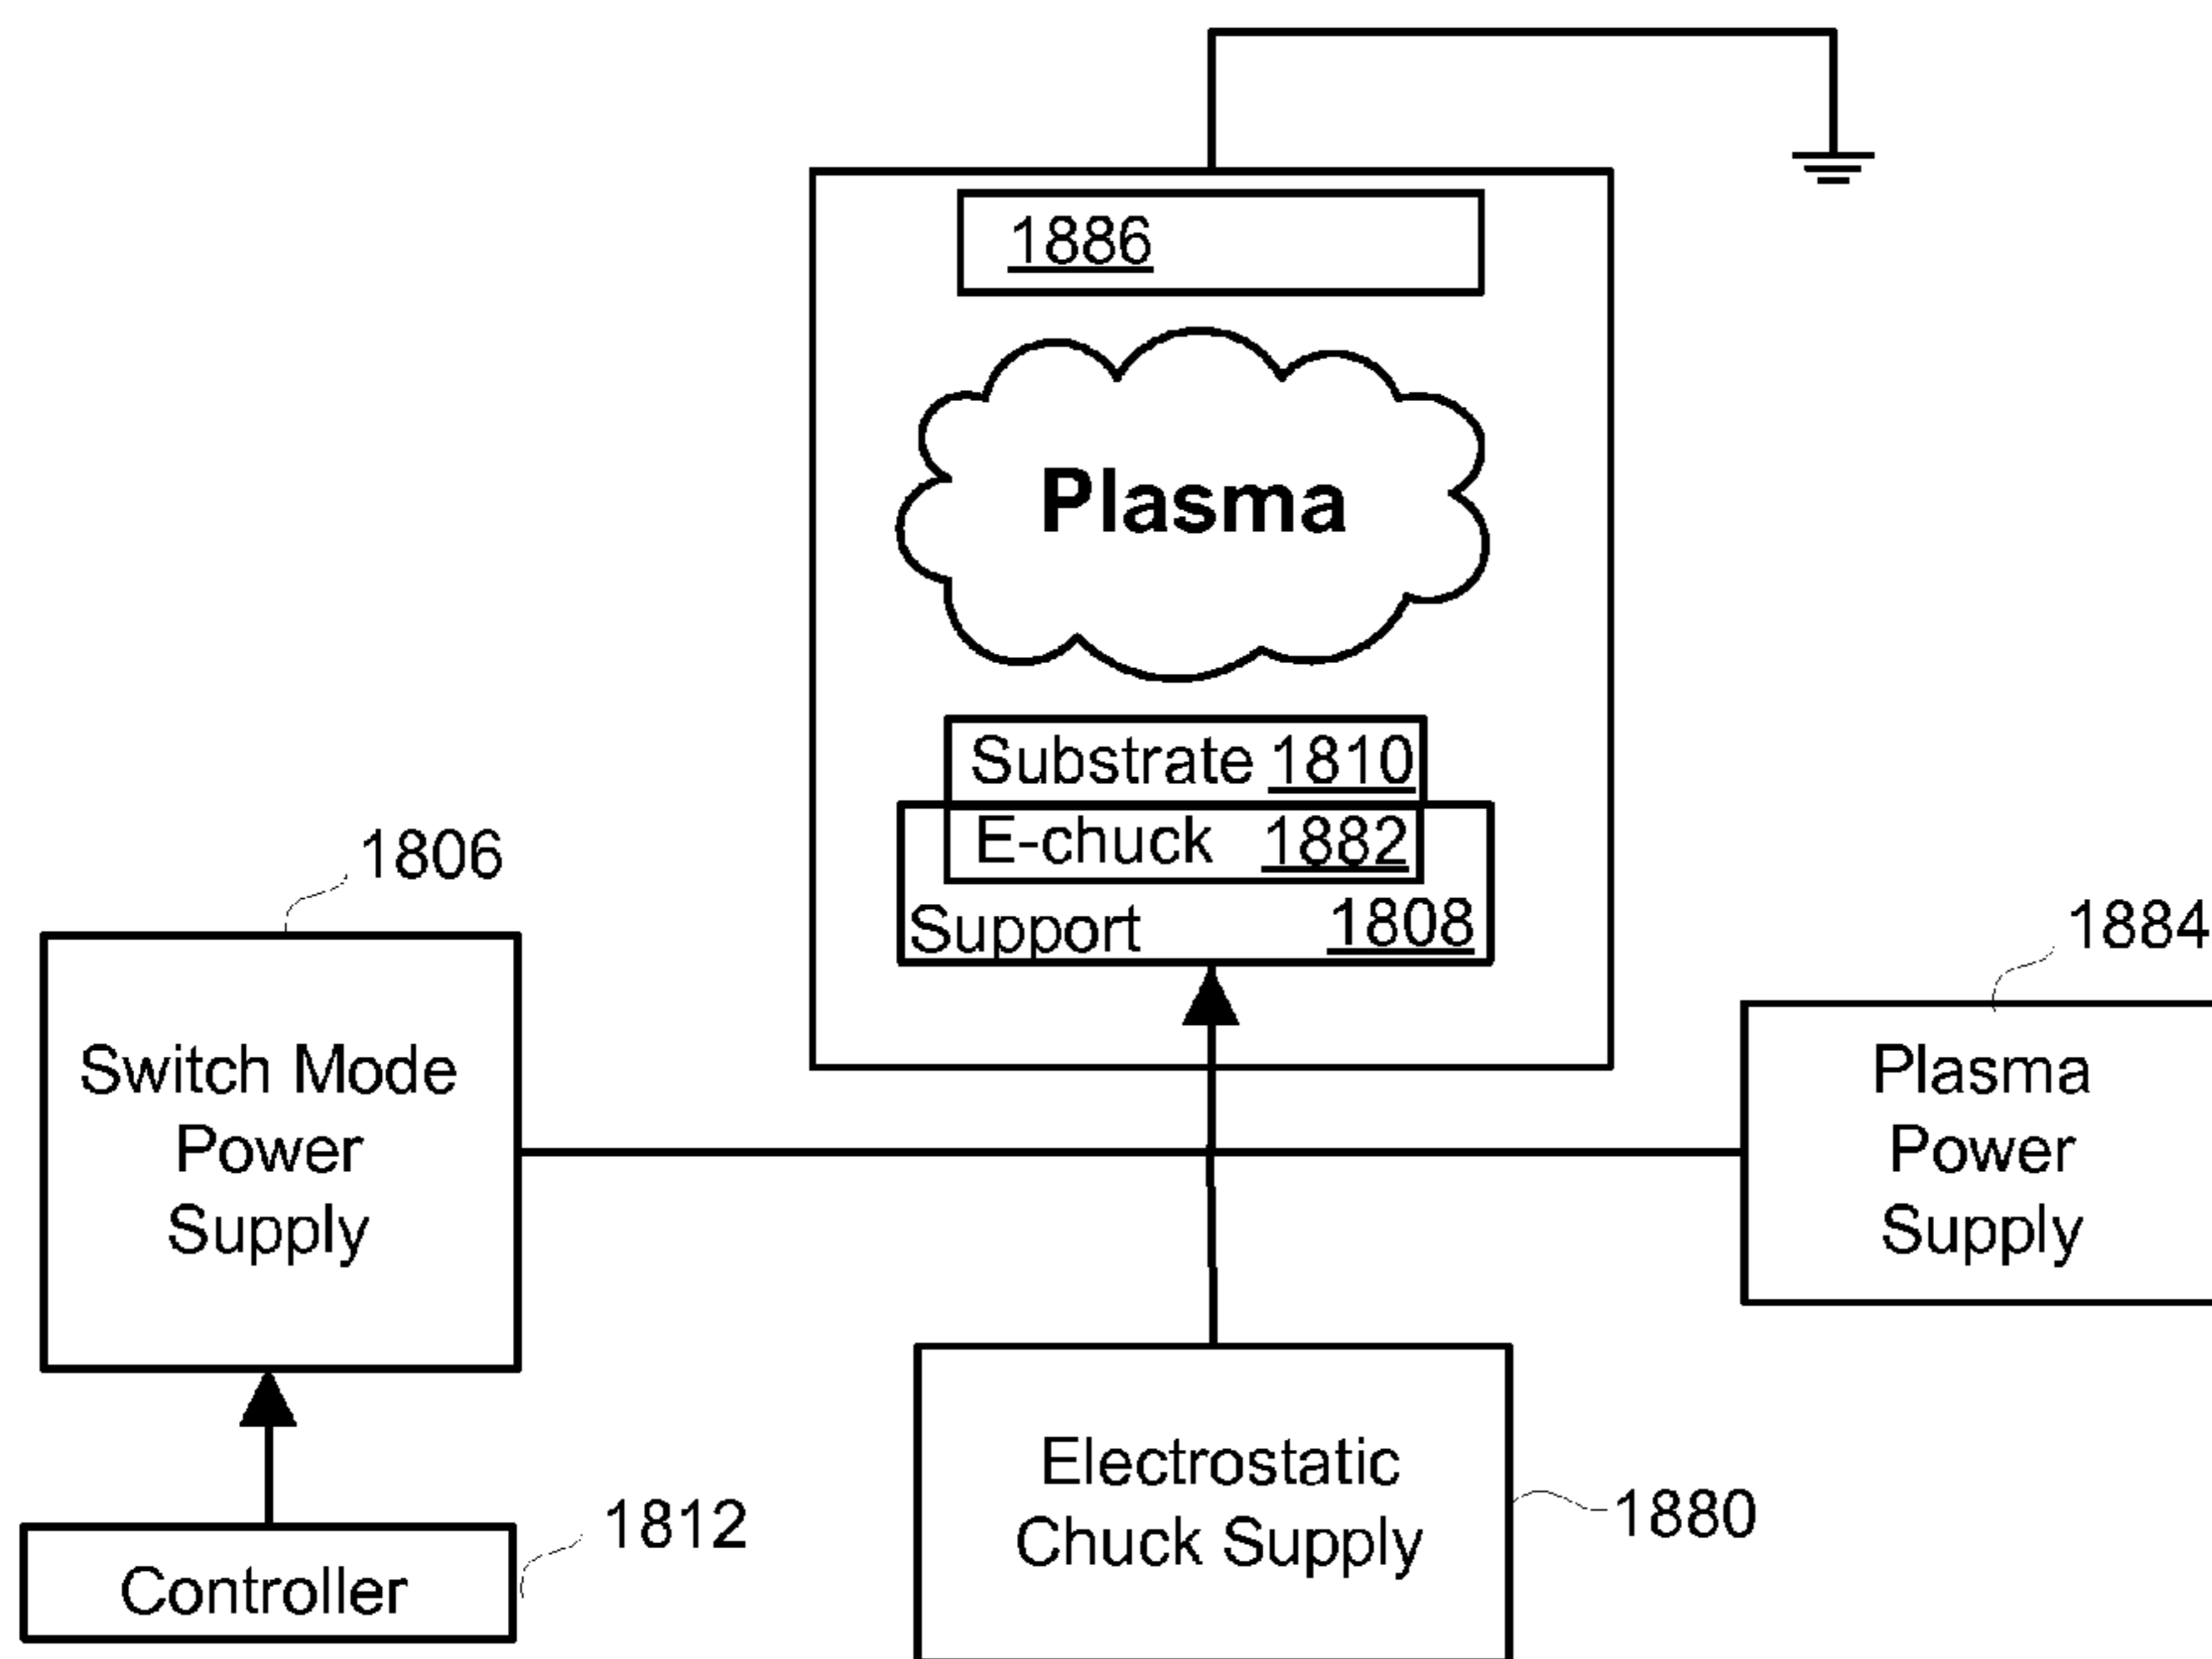 1886
Plasma
Substrate 1810
E-chuck 1882
Support 1808
1806
Switch Mode
Power
Supply
1884
Plasma
Power
Supply
Electrostatic
Chuck Supply
1880
Controller
1812